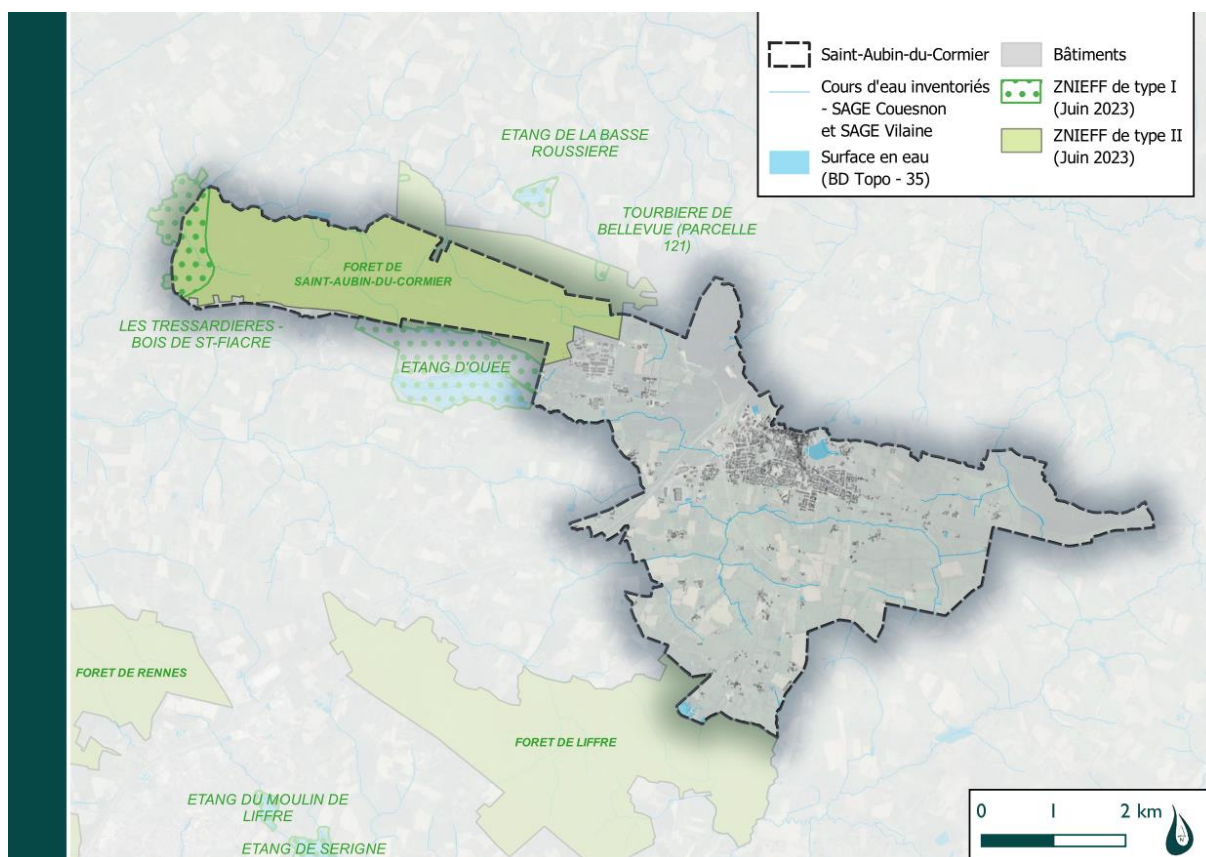 Saint-Aubin-du-Cormier
Cours d'eau inventoriés
- SAGE Couesnon
et SAGE Vilaine
Surface en eau
(BD Topo - 35)
Bâtiments
ZNIEFF de type I
(Juin 2023)
ZNIEFF de type II
(Juin 2023)
ETANG DE LA BASSE
ROUSSIERE
TOURBIERE DE
BELLEVUE (PARCELLE
121)
FORET DE
SAINT-AUBIN-DU-CORMIER
LES TRESSARDIERES -
BOIS DE ST-FIACRE
ETANG D'OUEE
FORET DE RENNES
FORET DE LIFFRE
ETANG DU MOULIN DE
LIFFRE
ETANG DE SERIGNE
0 1 2 km